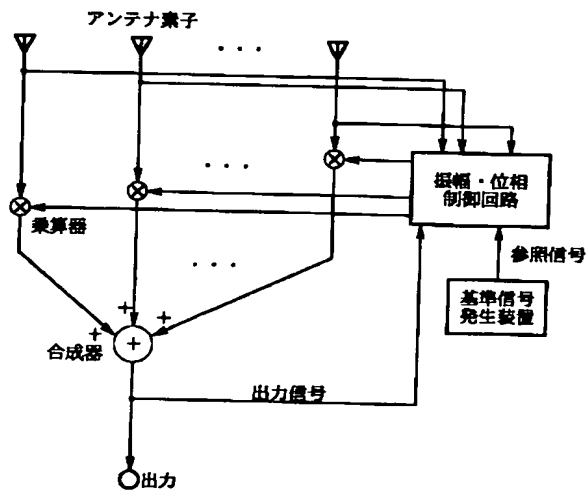 アンテナ素子
・・・
・・・
振幅・位相
制御回路
乗算器
・・・
参照信号
基準信号
発生装置
+
+
+
+
合成器
出力信号
出力